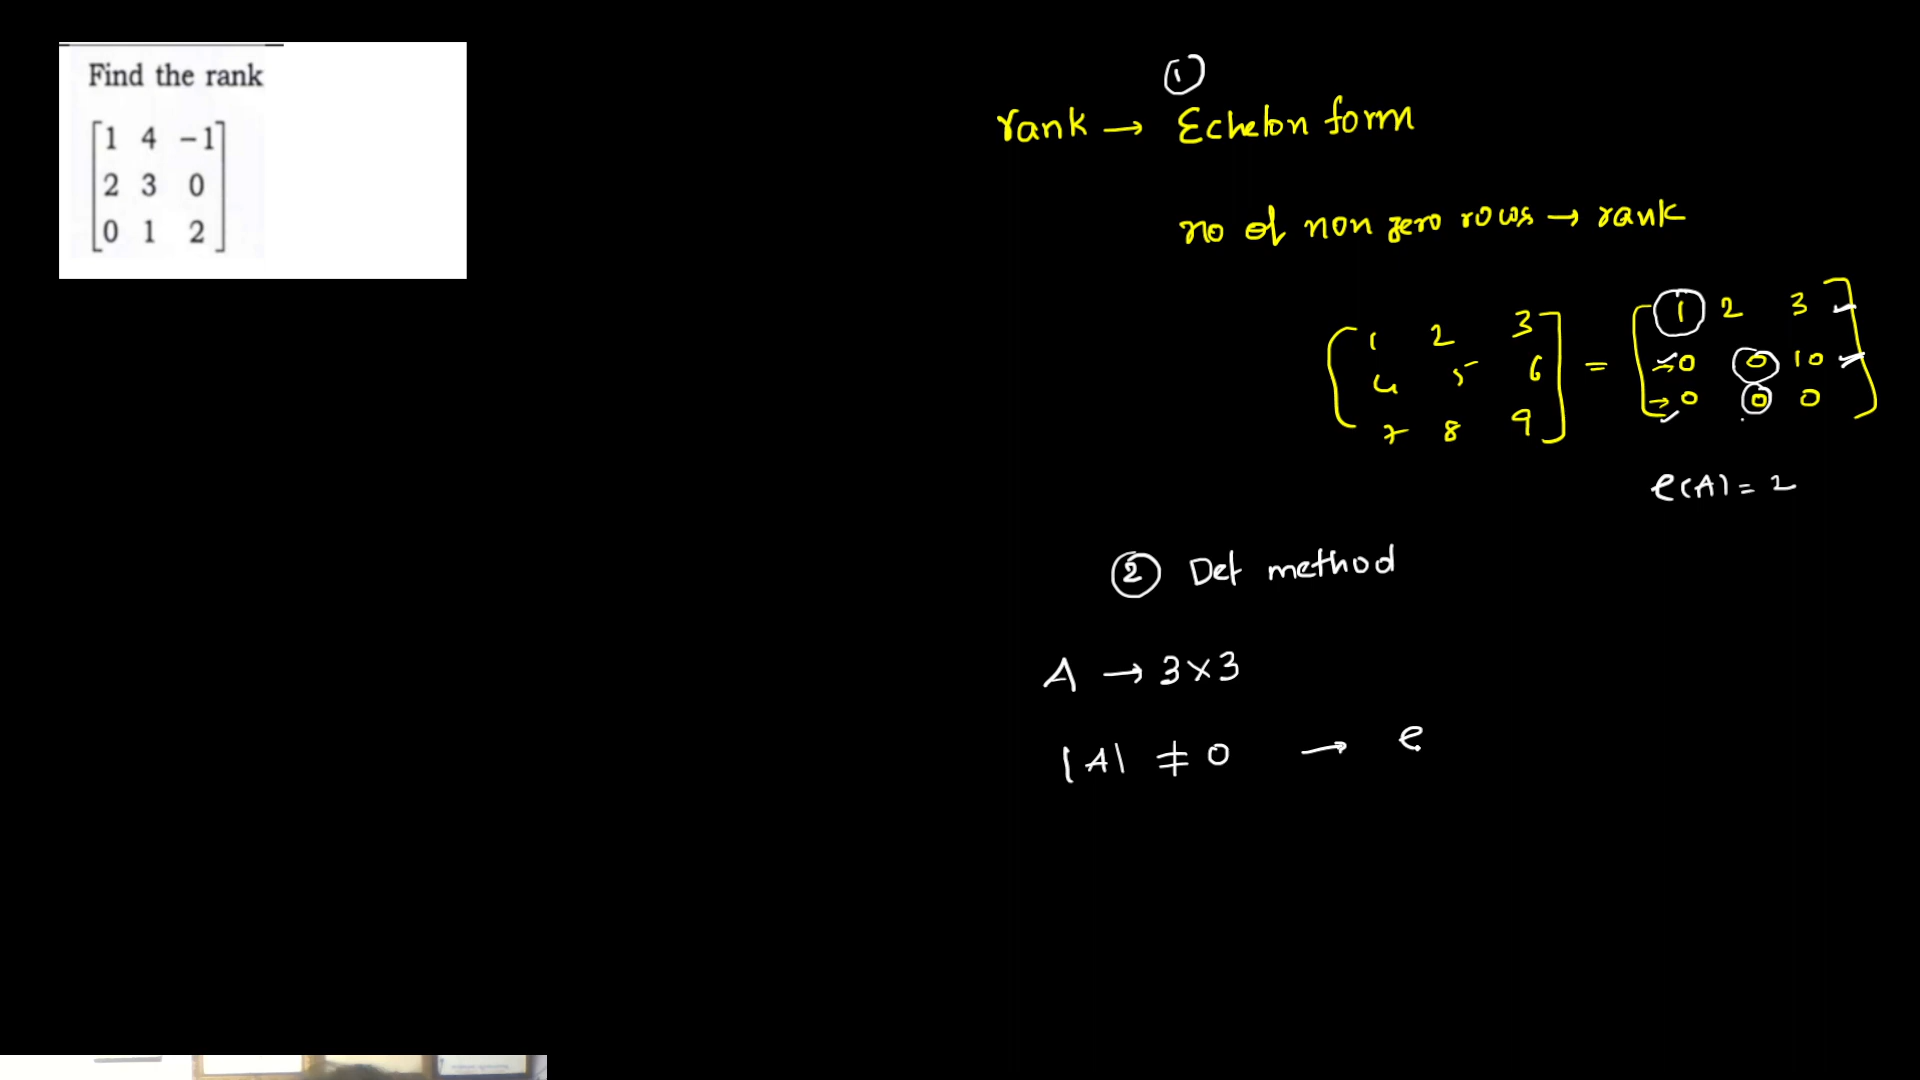 Find the rank
1 4 -1
2 3 0
0 1 2
①
rank → Echelon form
no of non zero rows → rank
1 2 3
4 5 6
7 8 9
=
1 2 3
→0 0 10
→0 0 0
ρ(A) = 2
② Det method
A → 3×3
|A| ≠ 0 → ρ